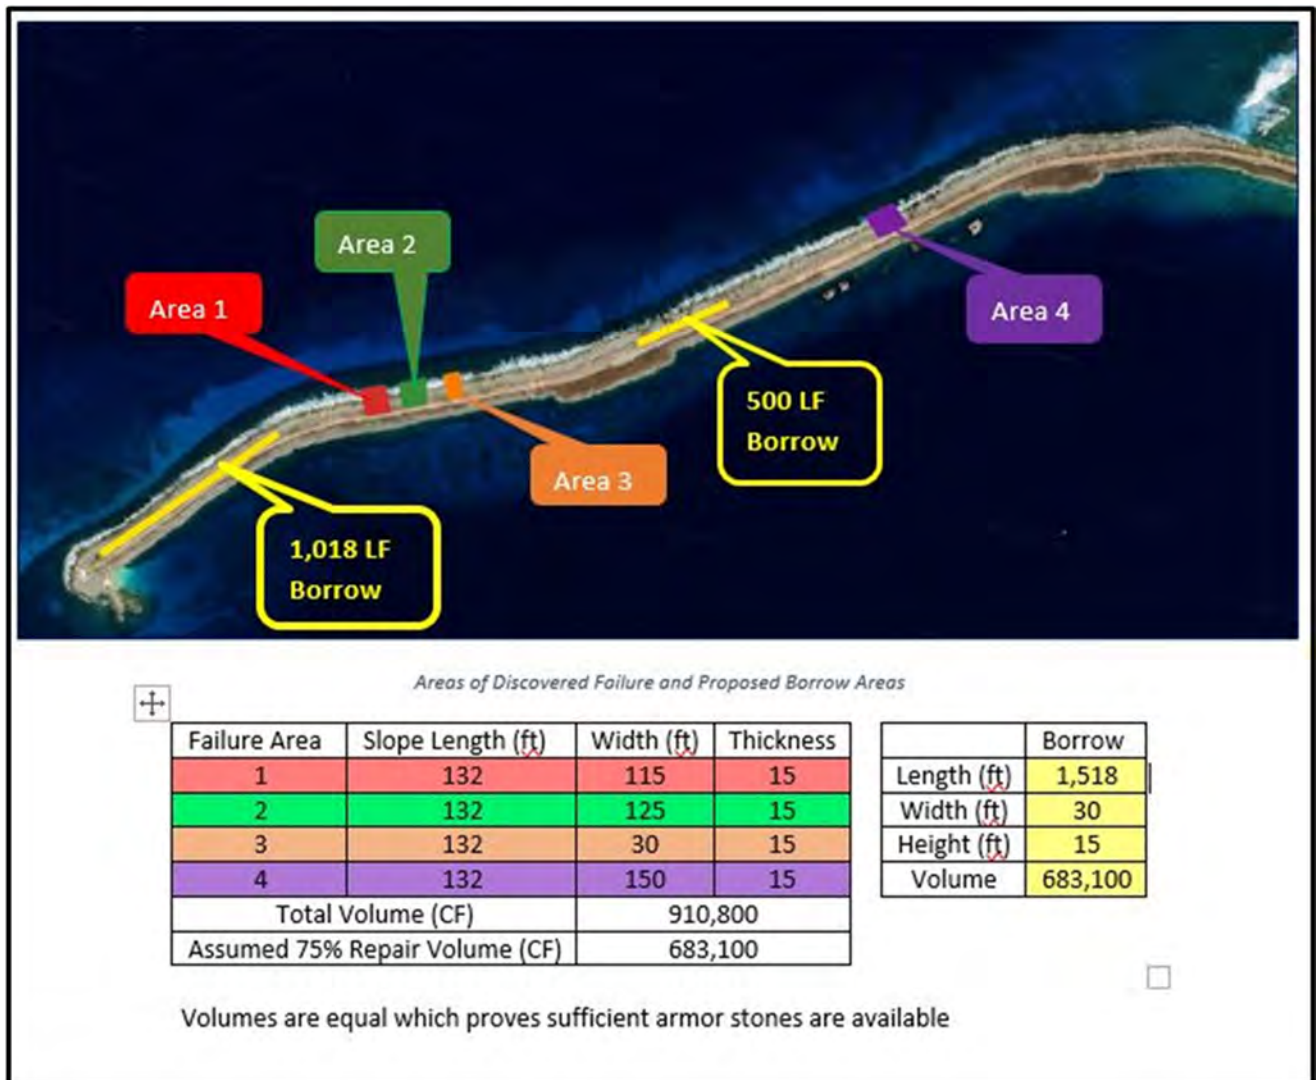 Area 2
Area 1
Area 4
500 LF
Borrow
Area 3
1,018 LF
Borrow
Areas of Discovered Failure and Proposed Borrow Areas
Failure Area Slope Length (ft) Width (ft) Thickness
1 132 115 15
2 132 125 15
3 132 30 15
4 132 150 15
Total Volume (CF) 910,800
Assumed 75% Repair Volume (CF) 683,100
Borrow
Length (ft) 1,518
Width (ft) 30
Height (ft) 15
Volume 683,100
Volumes are equal which proves sufficient armor stones are available